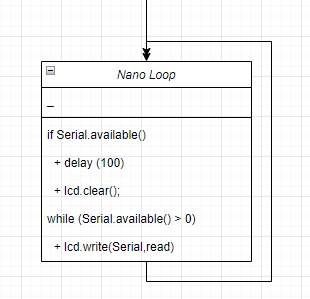 Nano Loop
_
if Serial.available()
+ delay (100)
+ lcd.clear();
while (Serial.available() > 0)
+ lcd.write(Serial,read)